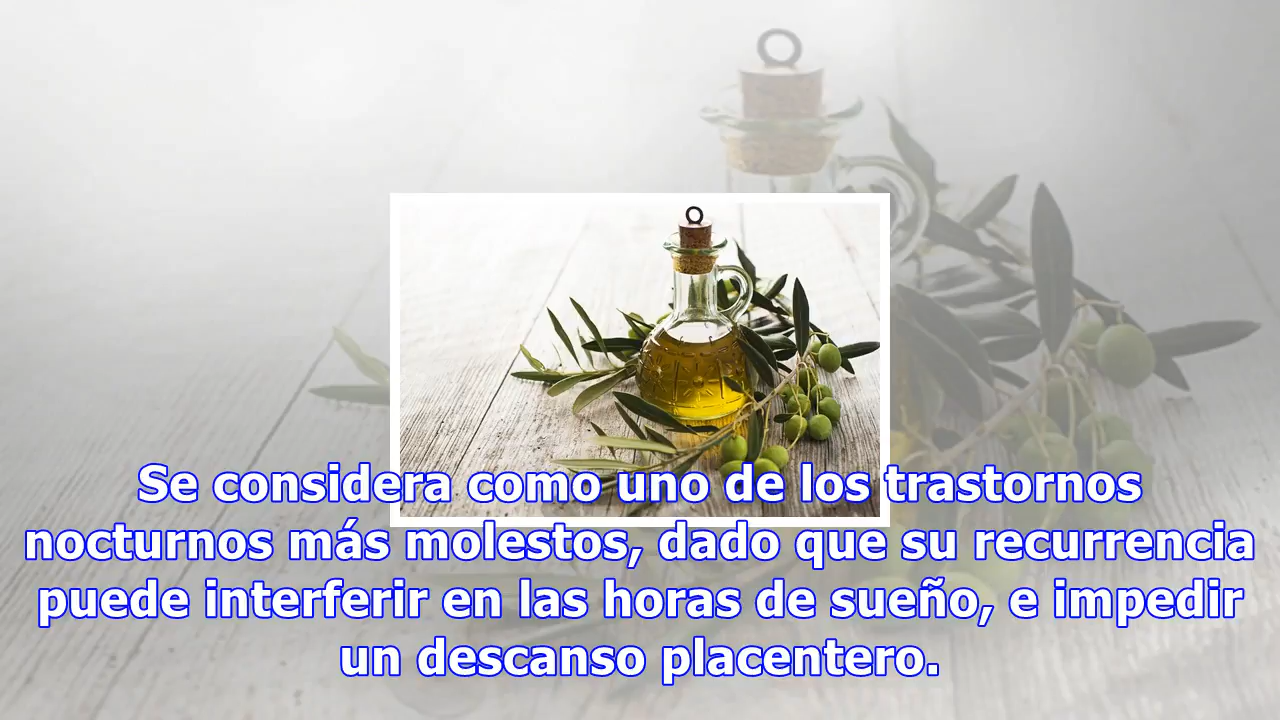 Se considera como uno de los trastornos
nocturnos más molestos, dado que su recurrencia
puede interferir en las horas de sueño, e impedir
un descanso placentero.